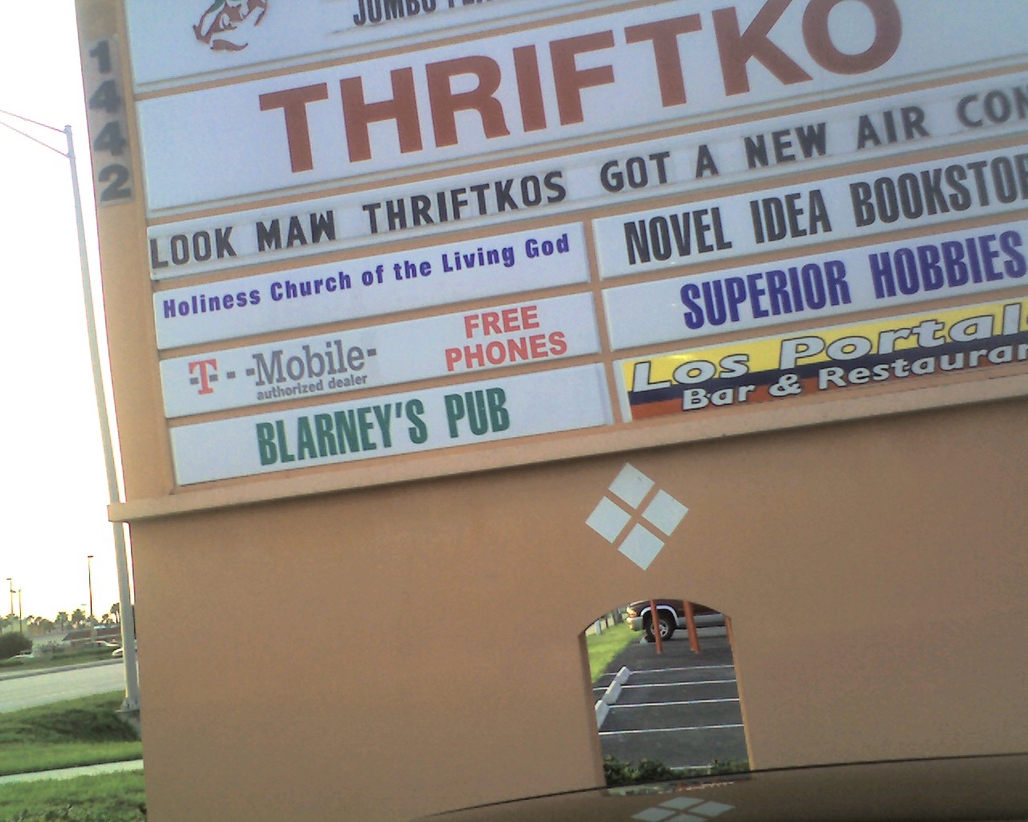 JUMBO
THRIFTKO
LOOK MAW THRIFTKOS GOT A NEW AIR CON
Holiness Church of the Living God
NOVEL IDEA BOOKSTOR
T - - Mobile-
authorized dealer
FREE
PHONES
SUPERIOR HOBBIES
BLARNEY'S PUB
Los Portal
Bar & Restauran
1442